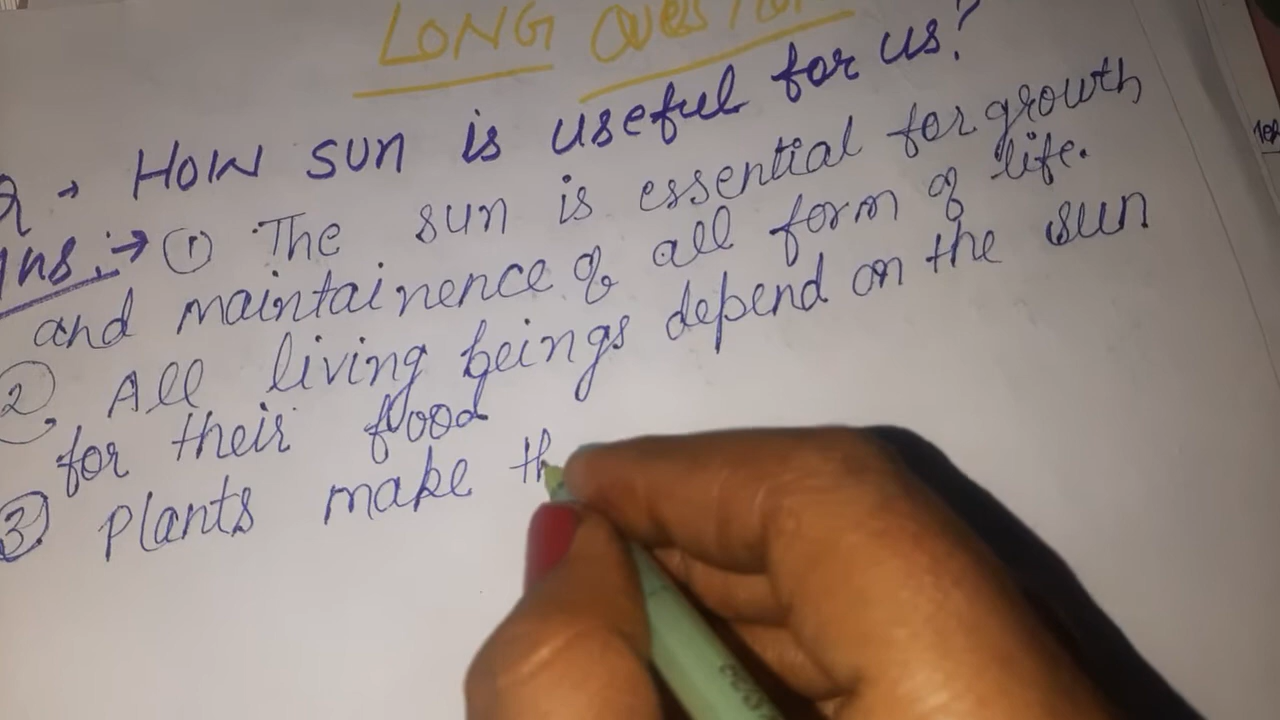 LONG QUESTION
Q → HOW SUN is useful for us?
Ans:→ ① The sun is essential for growth
and maintainence of all form of life.
②. All living beings depend on the sun
for their food
③ plants make th